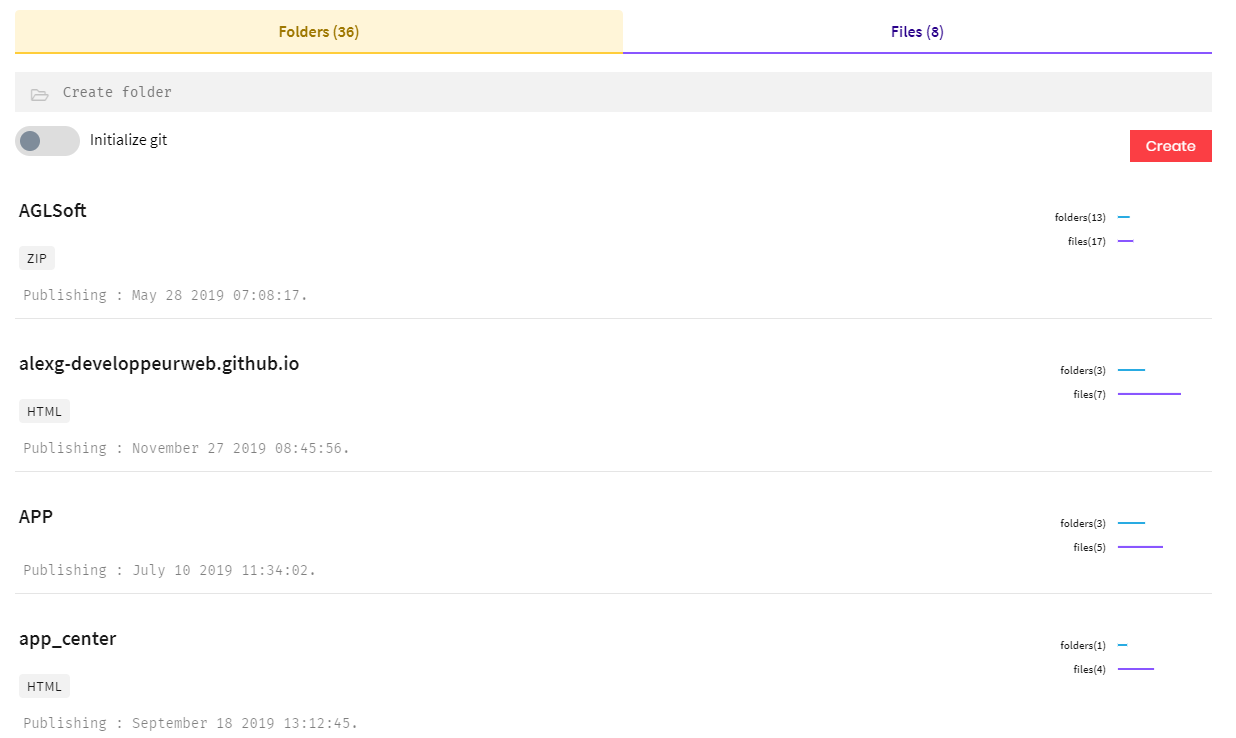 Folders (36)
Files (8)
Create folder
Initialize git
Create
AGLSoft
folders(13)
files(17)
ZIP
Publishing : May 28 2019 07:08:17.
alexg-developpeurweb.github.io
folders(3)
files(7)
HTML
Publishing : November 27 2019 08:45:56.
APP
folders(3)
files(5)
Publishing : July 10 2019 11:34:02.
app_center
folders(1)
files(4)
HTML
Publishing : September 18 2019 13:12:45.